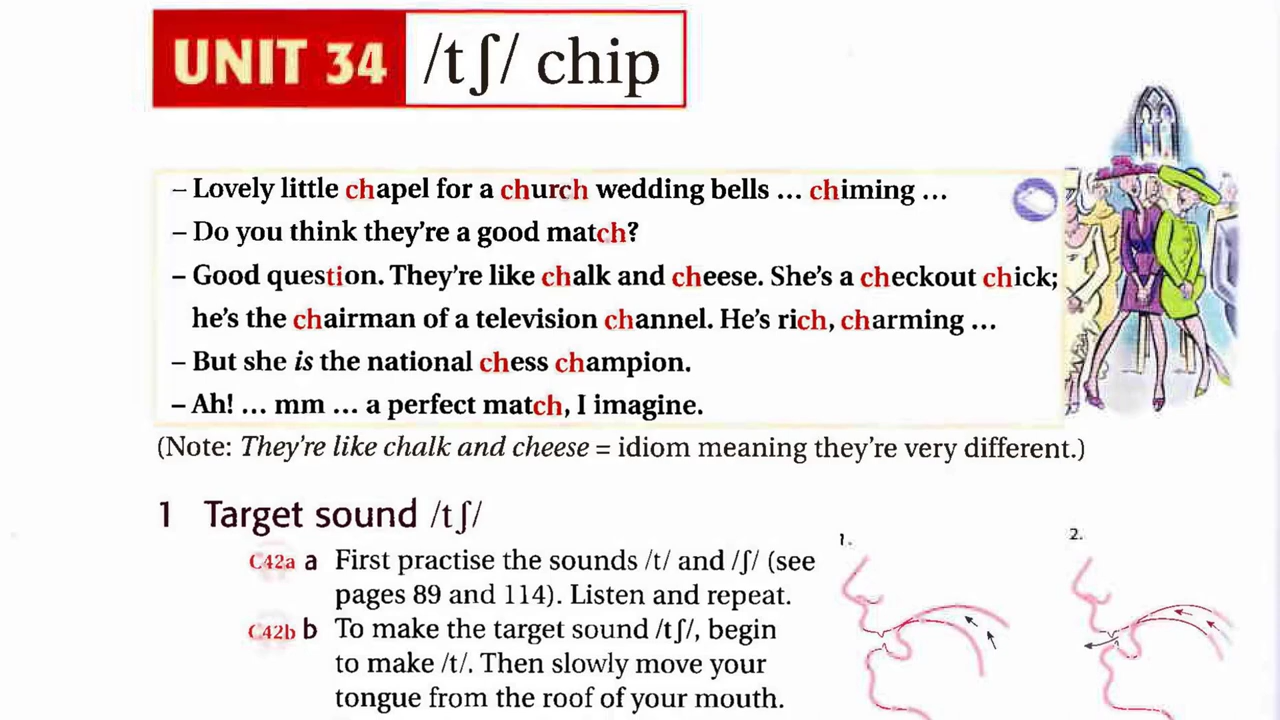 UNIT 34 /tʃ/ chip
– Lovely little chapel for a church wedding bells ... chiming ...
– Do you think they're a good match?
– Good question. They're like chalk and cheese. She's a checkout chick;
he's the chairman of a television channel. He's rich, charming ...
– But she is the national chess champion.
– Ah! ... mm ... a perfect match, I imagine.
(Note: They're like chalk and cheese = idiom meaning they're very different.)
1 Target sound /tʃ/
C42a a First practise the sounds /t/ and /ʃ/ (see
pages 89 and 114). Listen and repeat.
C42b b To make the target sound /tʃ/, begin
to make /t/. Then slowly move your
tongue from the roof of your mouth.
1.
2.